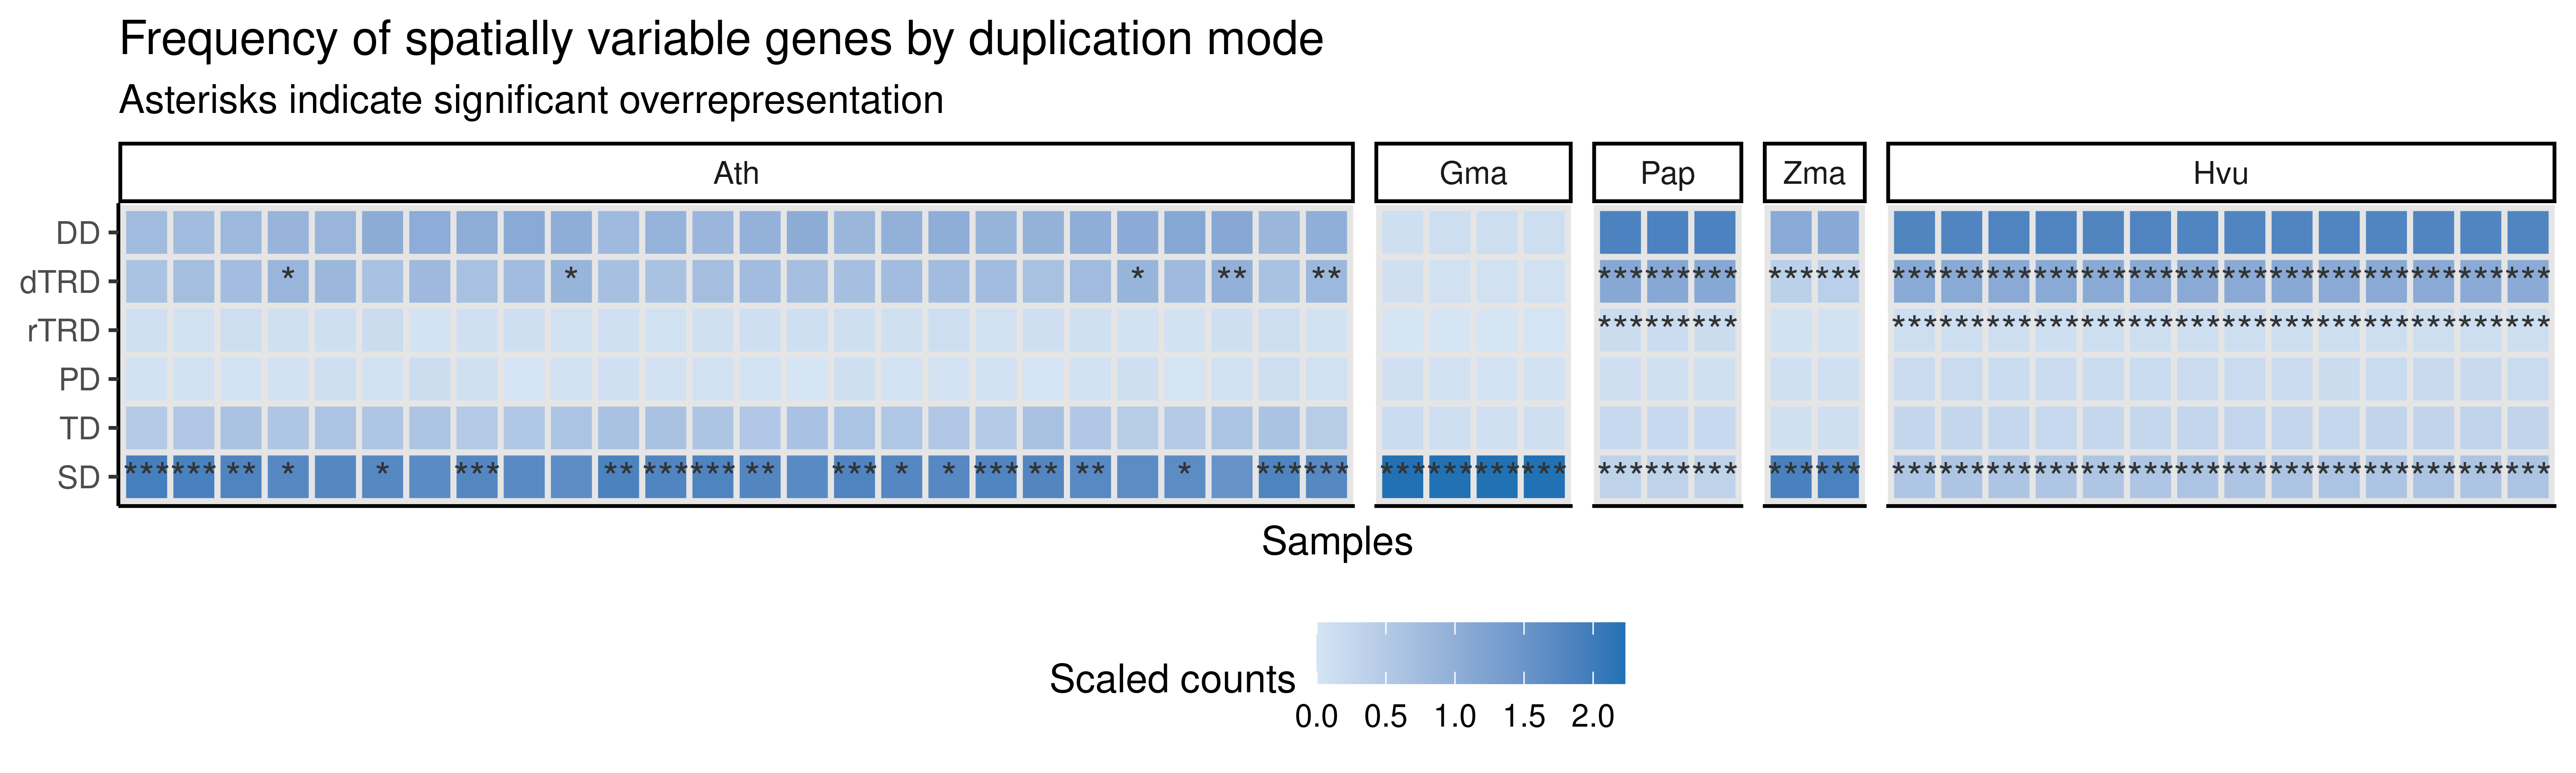 Frequency of spatially variable genes by duplication mode
Asterisks indicate significant overrepresentation
Ath Gma Pap Zma Hvu
DD
dTRD * * * ** ** *** *** *** *** *** *** *** *** *** *** *** *** *** *** *** *** *** *** ***
rTRD *** *** *** *** *** *** *** *** *** *** *** *** *** *** *** *** ***
PD
TD
SD *** *** ** * * *** ** *** *** ** *** * * *** ** ** * *** *** *** *** *** *** *** *** *** *** *** *** *** *** *** *** *** *** *** *** *** *** *** *** ***
Samples
Scaled counts
0.0 0.5 1.0 1.5 2.0